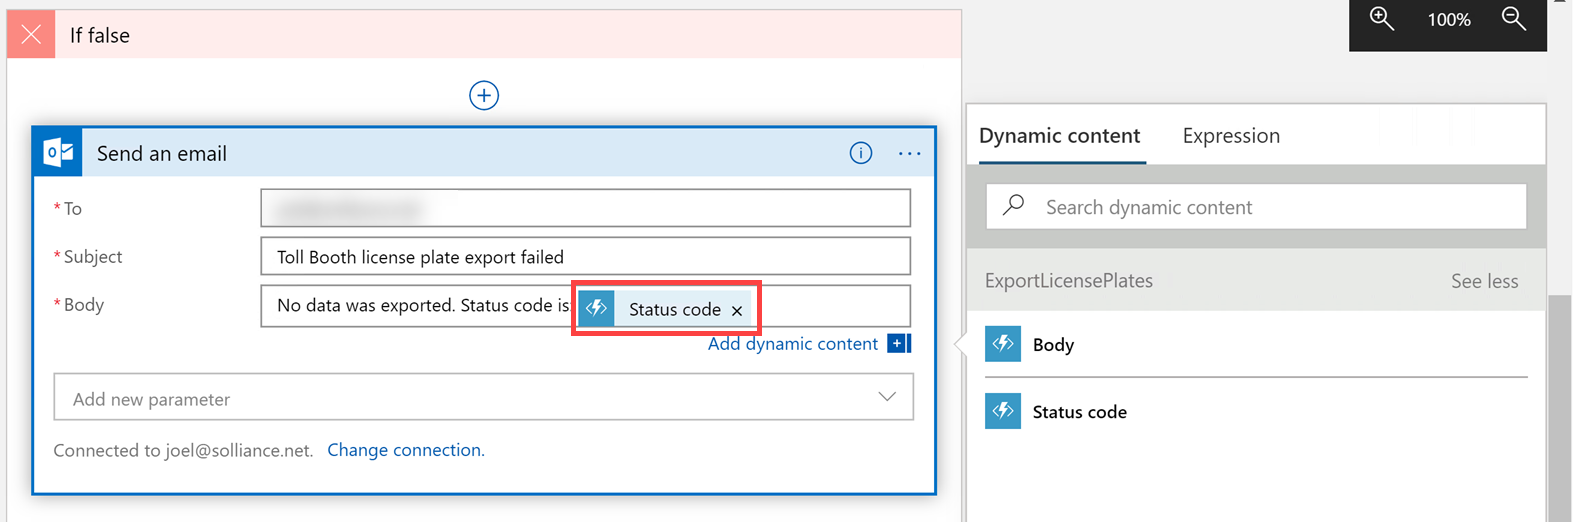 If false
Send an email
* To
* Subject
Toll Booth license plate export failed
* Body
No data was exported. Status code is: Status code ×
Add dynamic content
Add new parameter
Connected to joel@solliance.net. Change connection.
100%
Dynamic content
Expression
Search dynamic content
ExportLicensePlates
See less
Body
Status code